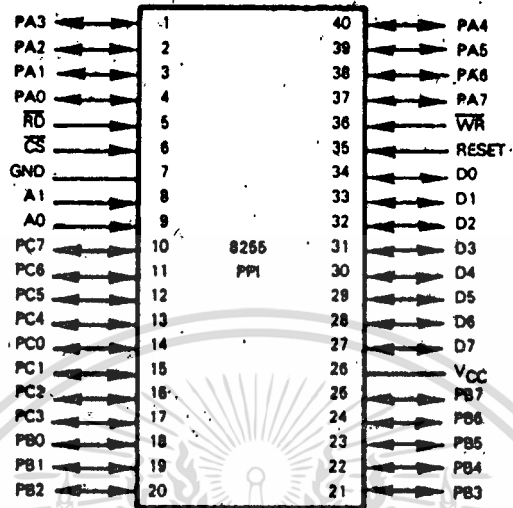 PA3 1 40 PA4
PA2 2 39 PA5
PA1 3 38 PA6
PA0 4 37 PA7
R̅D̅ 5 36 W̅R̅
C̅S̅ 6 35 RESET
GND 7 34 D0
A1 8 33 D1
A0 9 32 D2
PC7 10 8255 31 D3
PC6 11 PPI 30 D4
PC5 12 29 D5
PC4 13 28 D6
PC0 14 27 D7
PC1 15 26 VCC
PC2 16 25 PB7
PC3 17 24 PB6
PB0 18 23 PB5
PB1 19 22 PB4
PB2 20 21 PB3